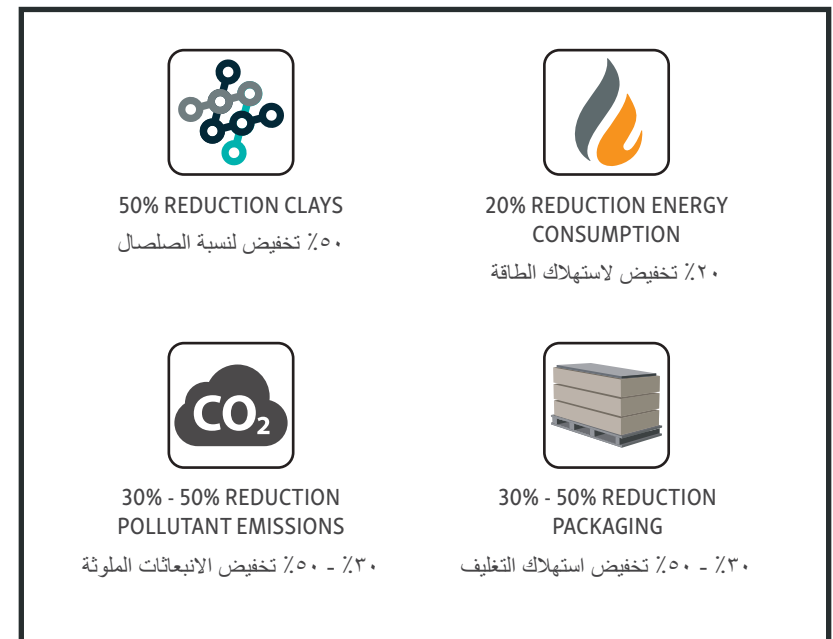 50% REDUCTION CLAYS
٥٠٪ تخفيض لنسبة الصلصال
20% REDUCTION ENERGY
CONSUMPTION
٢٠٪ تخفيض لاستهلاك الطاقة
CO₂
30% - 50% REDUCTION
POLLUTANT EMISSIONS
٣٠٪ - ٥٠٪ تخفيض الانبعاثات الملوثة
30% - 50% REDUCTION
PACKAGING
٣٠٪ - ٥٠٪ تخفيض استهلاك التغليف